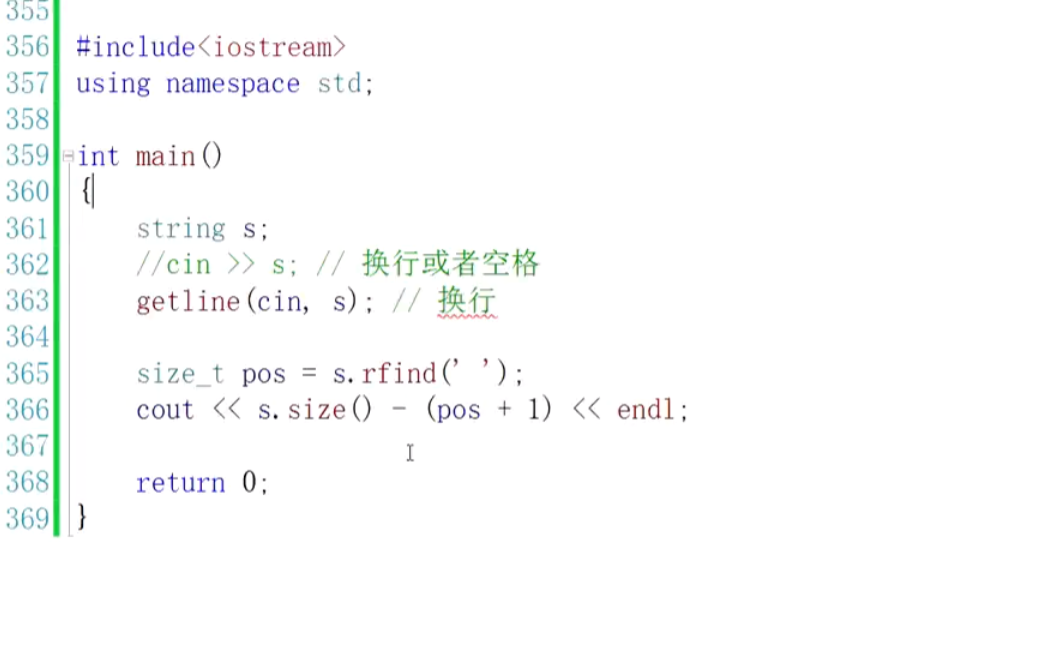 355
356 #include<iostream>
357 using namespace std;
358
359 int main()
360 {
361 string s;
362 //cin >> s; // 换行或者空格
363 getline(cin, s); // 换行
364
365 size_t pos = s.rfind(' ');
366 cout << s.size() - (pos + 1) << endl;
367
368 return 0;
369 }